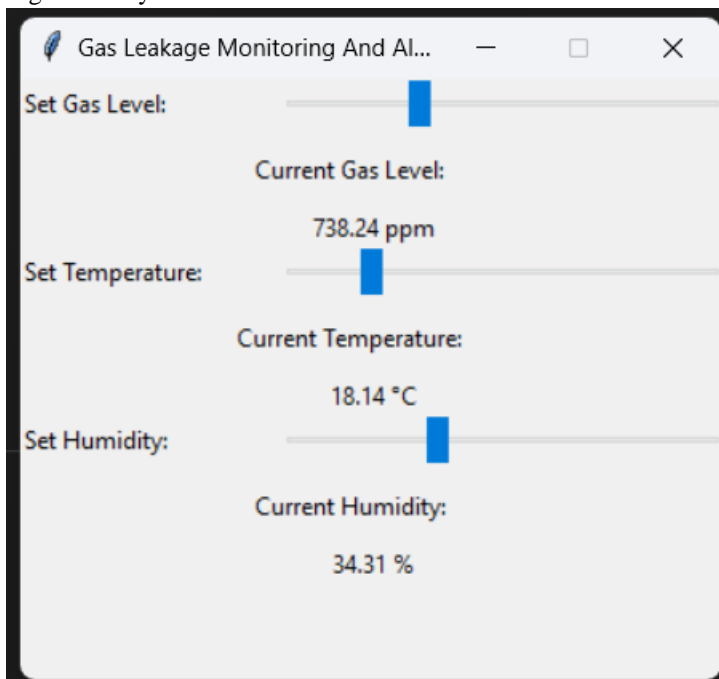 Gas Leakage Monitoring And Al...
Set Gas Level:
Current Gas Level:
738.24 ppm
Set Temperature:
Current Temperature:
18.14 °C
Set Humidity:
Current Humidity:
34.31 %